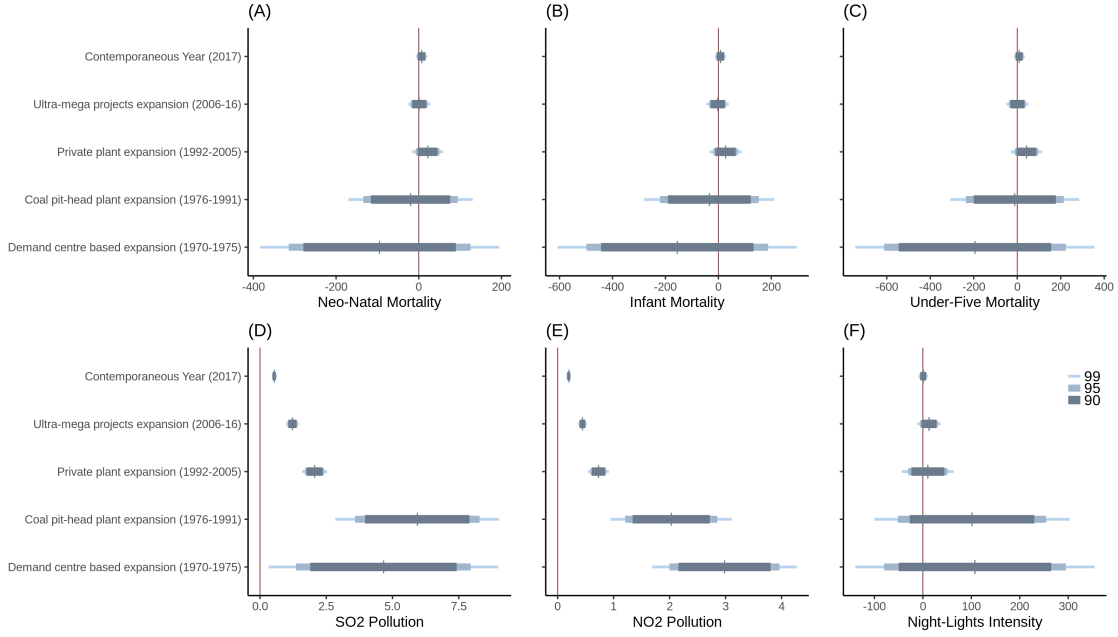 (A) (B) (C)
Contemporaneous Year (2017)
Ultra-mega projects expansion (2006-16)
Private plant expansion (1992-2005)
Coal pit-head plant expansion (1976-1991)
Demand centre based expansion (1970-1975)
-400 -200 0 200 -600 -400 -200 0 200 -600 -400 -200 0 200 400
Neo-Natal Mortality Infant Mortality Under-Five Mortality
(D) (E) (F)
Contemporaneous Year (2017)
99
95
90
Ultra-mega projects expansion (2006-16)
Private plant expansion (1992-2005)
Coal pit-head plant expansion (1976-1991)
Demand centre based expansion (1970-1975)
0.0 2.5 5.0 7.5 0 1 2 3 4 -100 0 100 200 300
SO2 Pollution NO2 Pollution Night-Lights Intensity